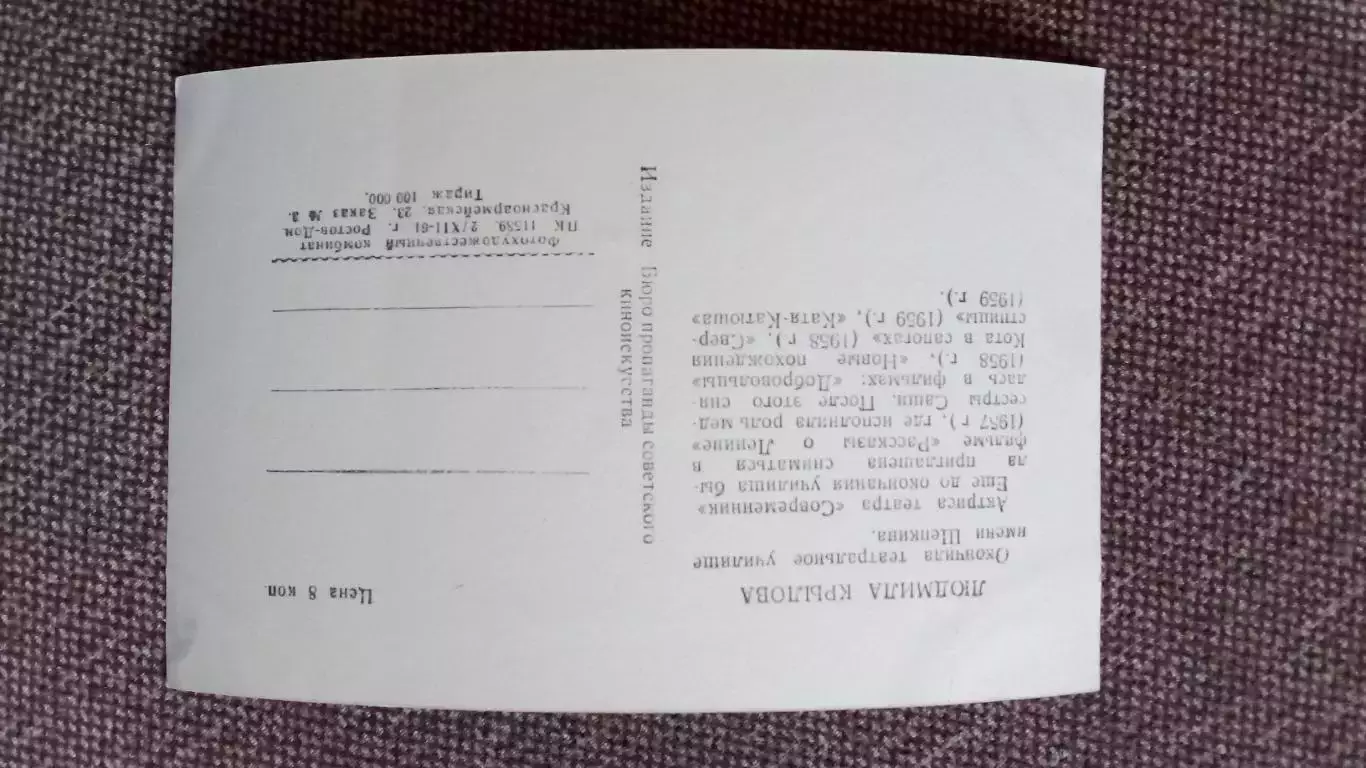 ЛЮДМИЛА КРЫЛОВА
Окончила театральное училище
имени Щепкина.
Актриса театра «Современник»
Еще до окончания училища бы-
ла приглашена сниматься в
фильме «Рассказы о Ленине»
(1957 г), где исполнила роль мед
сестры Саши. После этого сня-
лась в фильмах: «Добровольцы»
(1958 г.), «Новые похождения
Кота в сапогах» (1958 г), «Свер-
стницы» (1959 г.), «Катя-Катюша»
(1959 г.).
Издание Бюро пропаганды советского
киноискусства
Цена 8 коп.
Фотохудожественный комбинат
ПК 11589. 2/XII-61 г. Ростов-Дон
Красноармейская, 23. Заказ № 3.
Тираж 100 000.